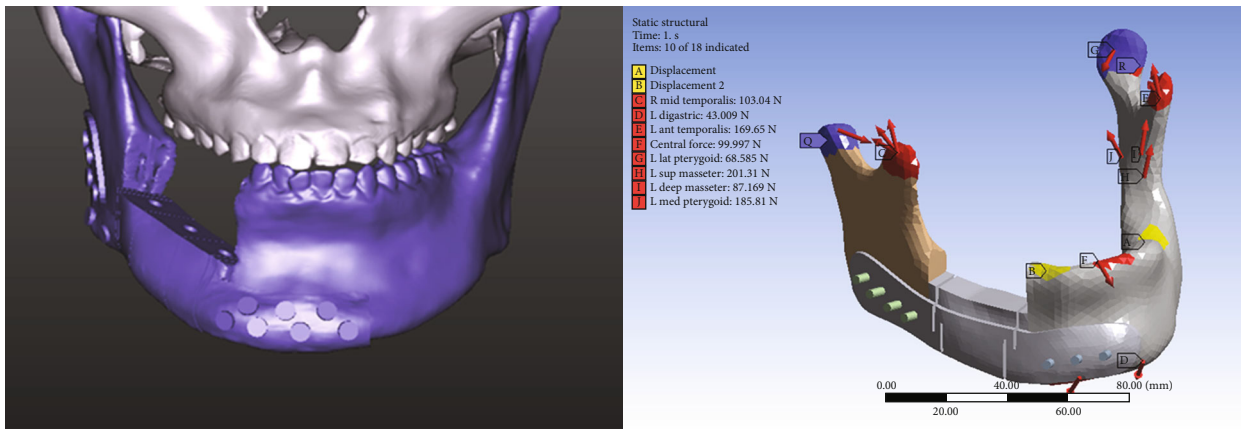 Static structural
Time: 1. s
Items: 10 of 18 indicated
A Displacement
B Displacement 2
C R mid temporalis: 103.04 N
D L digastric: 43.009 N
E L ant temporalis: 169.65 N
F Central force: 99.997 N
G L lat pterygoid: 68.585 N
H L sup masseter: 201.31 N
I L deep masseter: 87.169 N
J L med pterygoid: 185.81 N
G
R
E
Q
C
J
I
H
A
F
B
D
0.00 40.00 80.00 (mm)
20.00 60.00